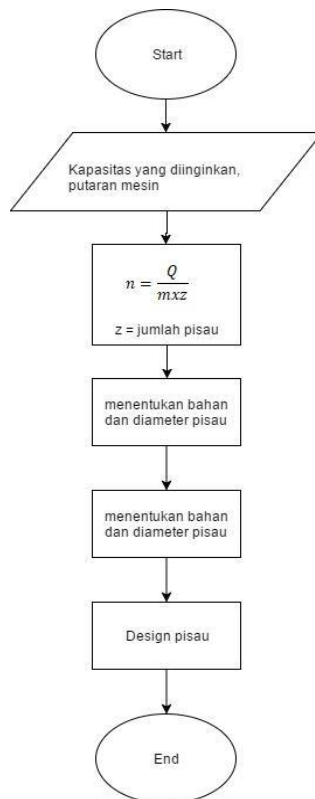 Start
Kapasitas yang diinginkan,
putaran mesin
n = Q / mxz
z = jumlah pisau
menentukan bahan
dan diameter pisau
menentukan bahan
dan diameter pisau
Design pisau
End